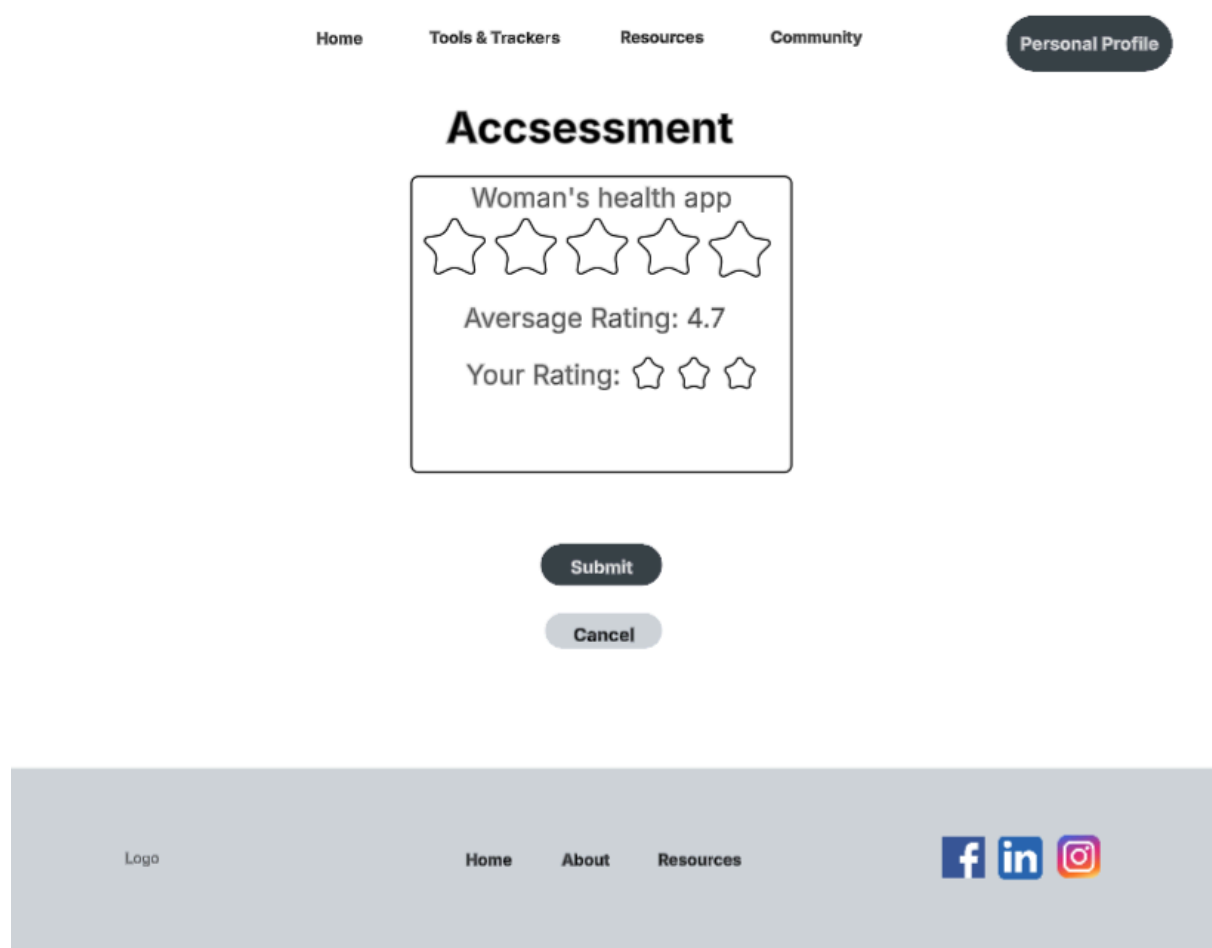 Home Tools & Trackers Resources Community Personal Profile
Accsessment
Woman's health app
Aversage Rating: 4.7
Your Rating:
Submit
Cancel
Logo Home About Resources f in